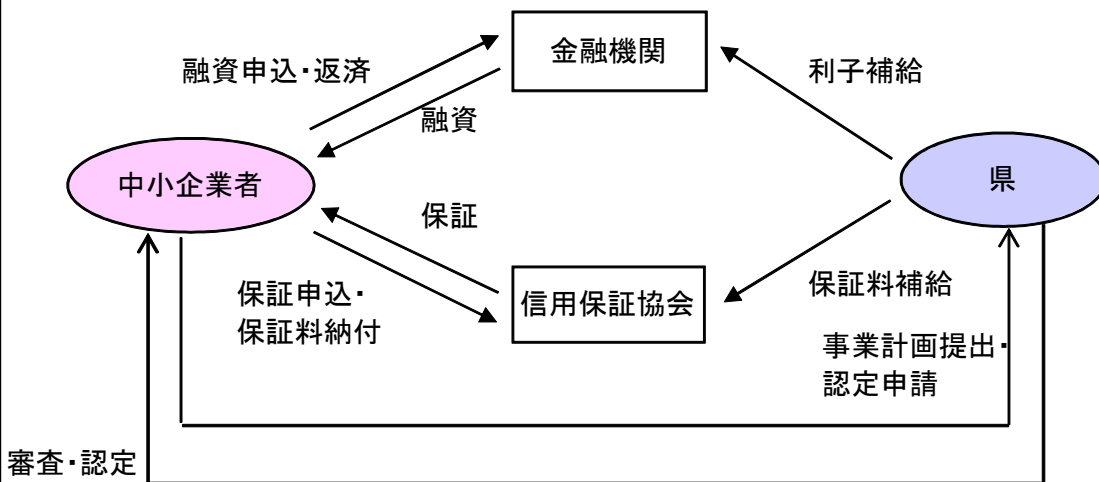 金融機関
融資申込・返済
利子補給
融資
中小企業者
県
保証
保証申込・
保証料納付
信用保証協会
保証料補給
事業計画提出・
認定申請
審査・認定